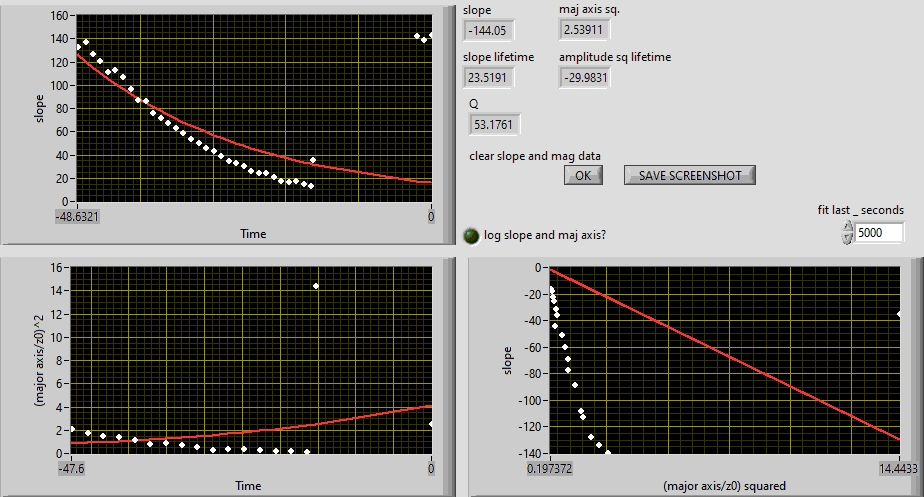 slope
-144.05
maj axis sq.
2.53911
slope lifetime
23.5191
amplitude sq lifetime
-29.9831
Q
53.1761
clear slope and mag data
OK
SAVE SCREENSHOT
fit last _ seconds
5000
log slope and maj axis?
160
140
120
100
80
60
40
20
0
slope
-48.6321
0
Time
16
14
12
10
8
6
4
2
0
(major axis/z0)^2
-47.6
0
Time
0
-20
-40
-60
-80
-100
-120
-140
slope
0.197372
14.4433
(major axis/z0) squared